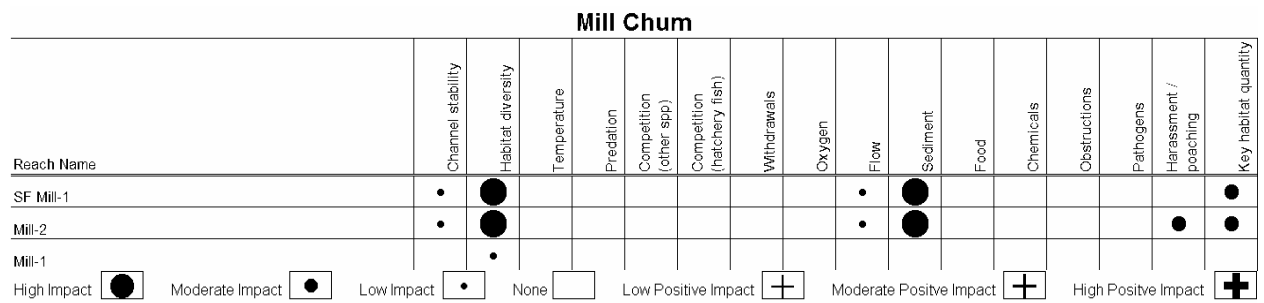 Mill Chum
Reach Name
Channel stability
Habitat diversity
Temperature
Predation
Competition
(other spp)
Competition
(hatchery fish)
Withdrawals
Oxygen
Flow
Sediment
Food
Chemicals
Obstructions
Pathogens
Harassment /
poaching
Key habitat quantity
SF Mill-1
Mill-2
Mill-1
High Impact Moderate Impact Low Impact None Low Positive Impact Moderate Positve Impact High Positve Impact